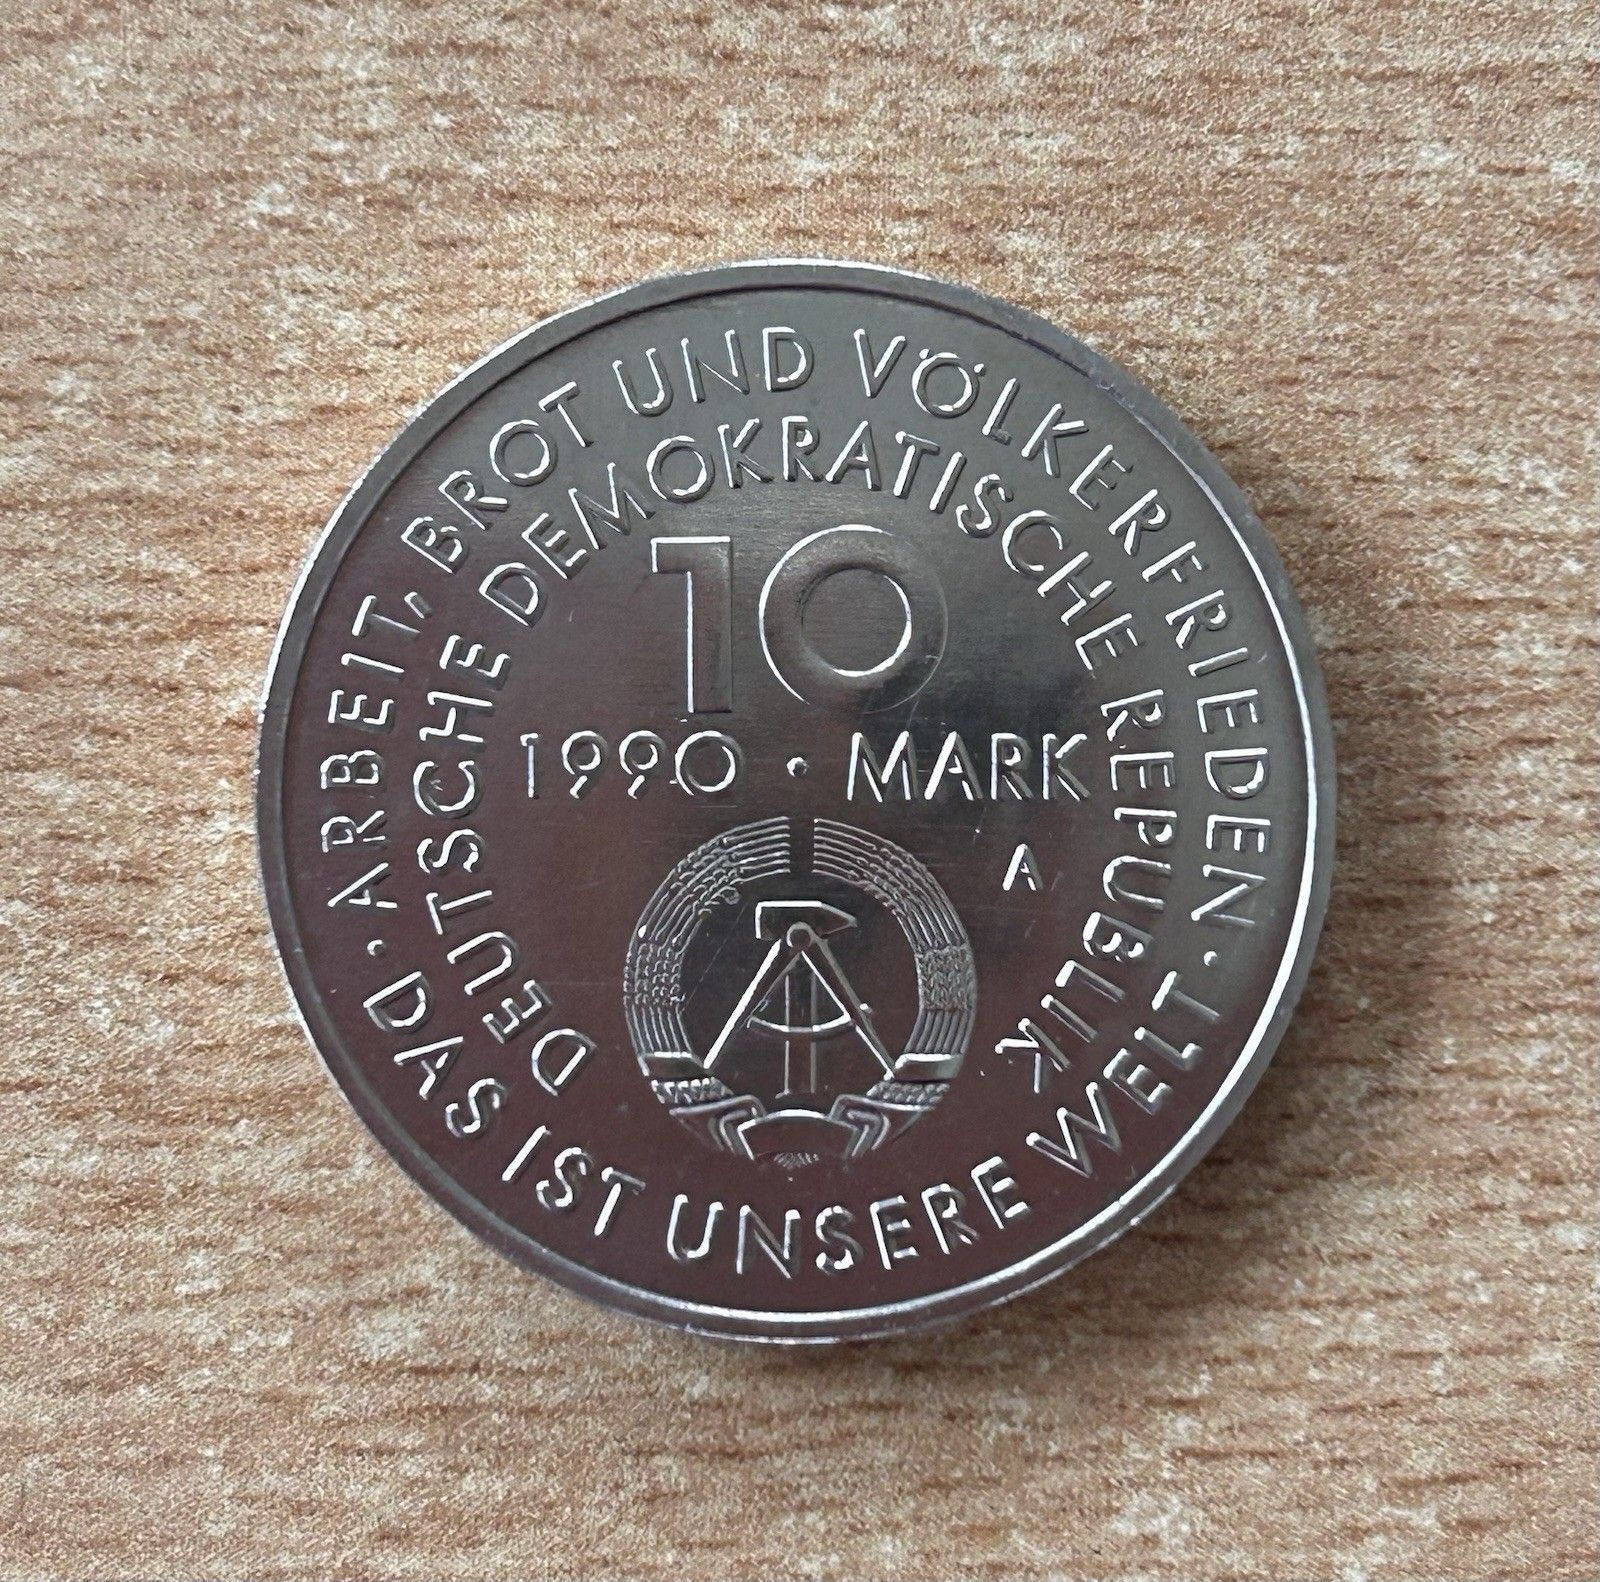 · ARBEIT, BROT UND VÖLKERFRIEDEN ·
DAS IST UNSERE WELT
DEUTSCHE DEMOKRATISCHE REPUBLIK
10
1990 · MARK
A